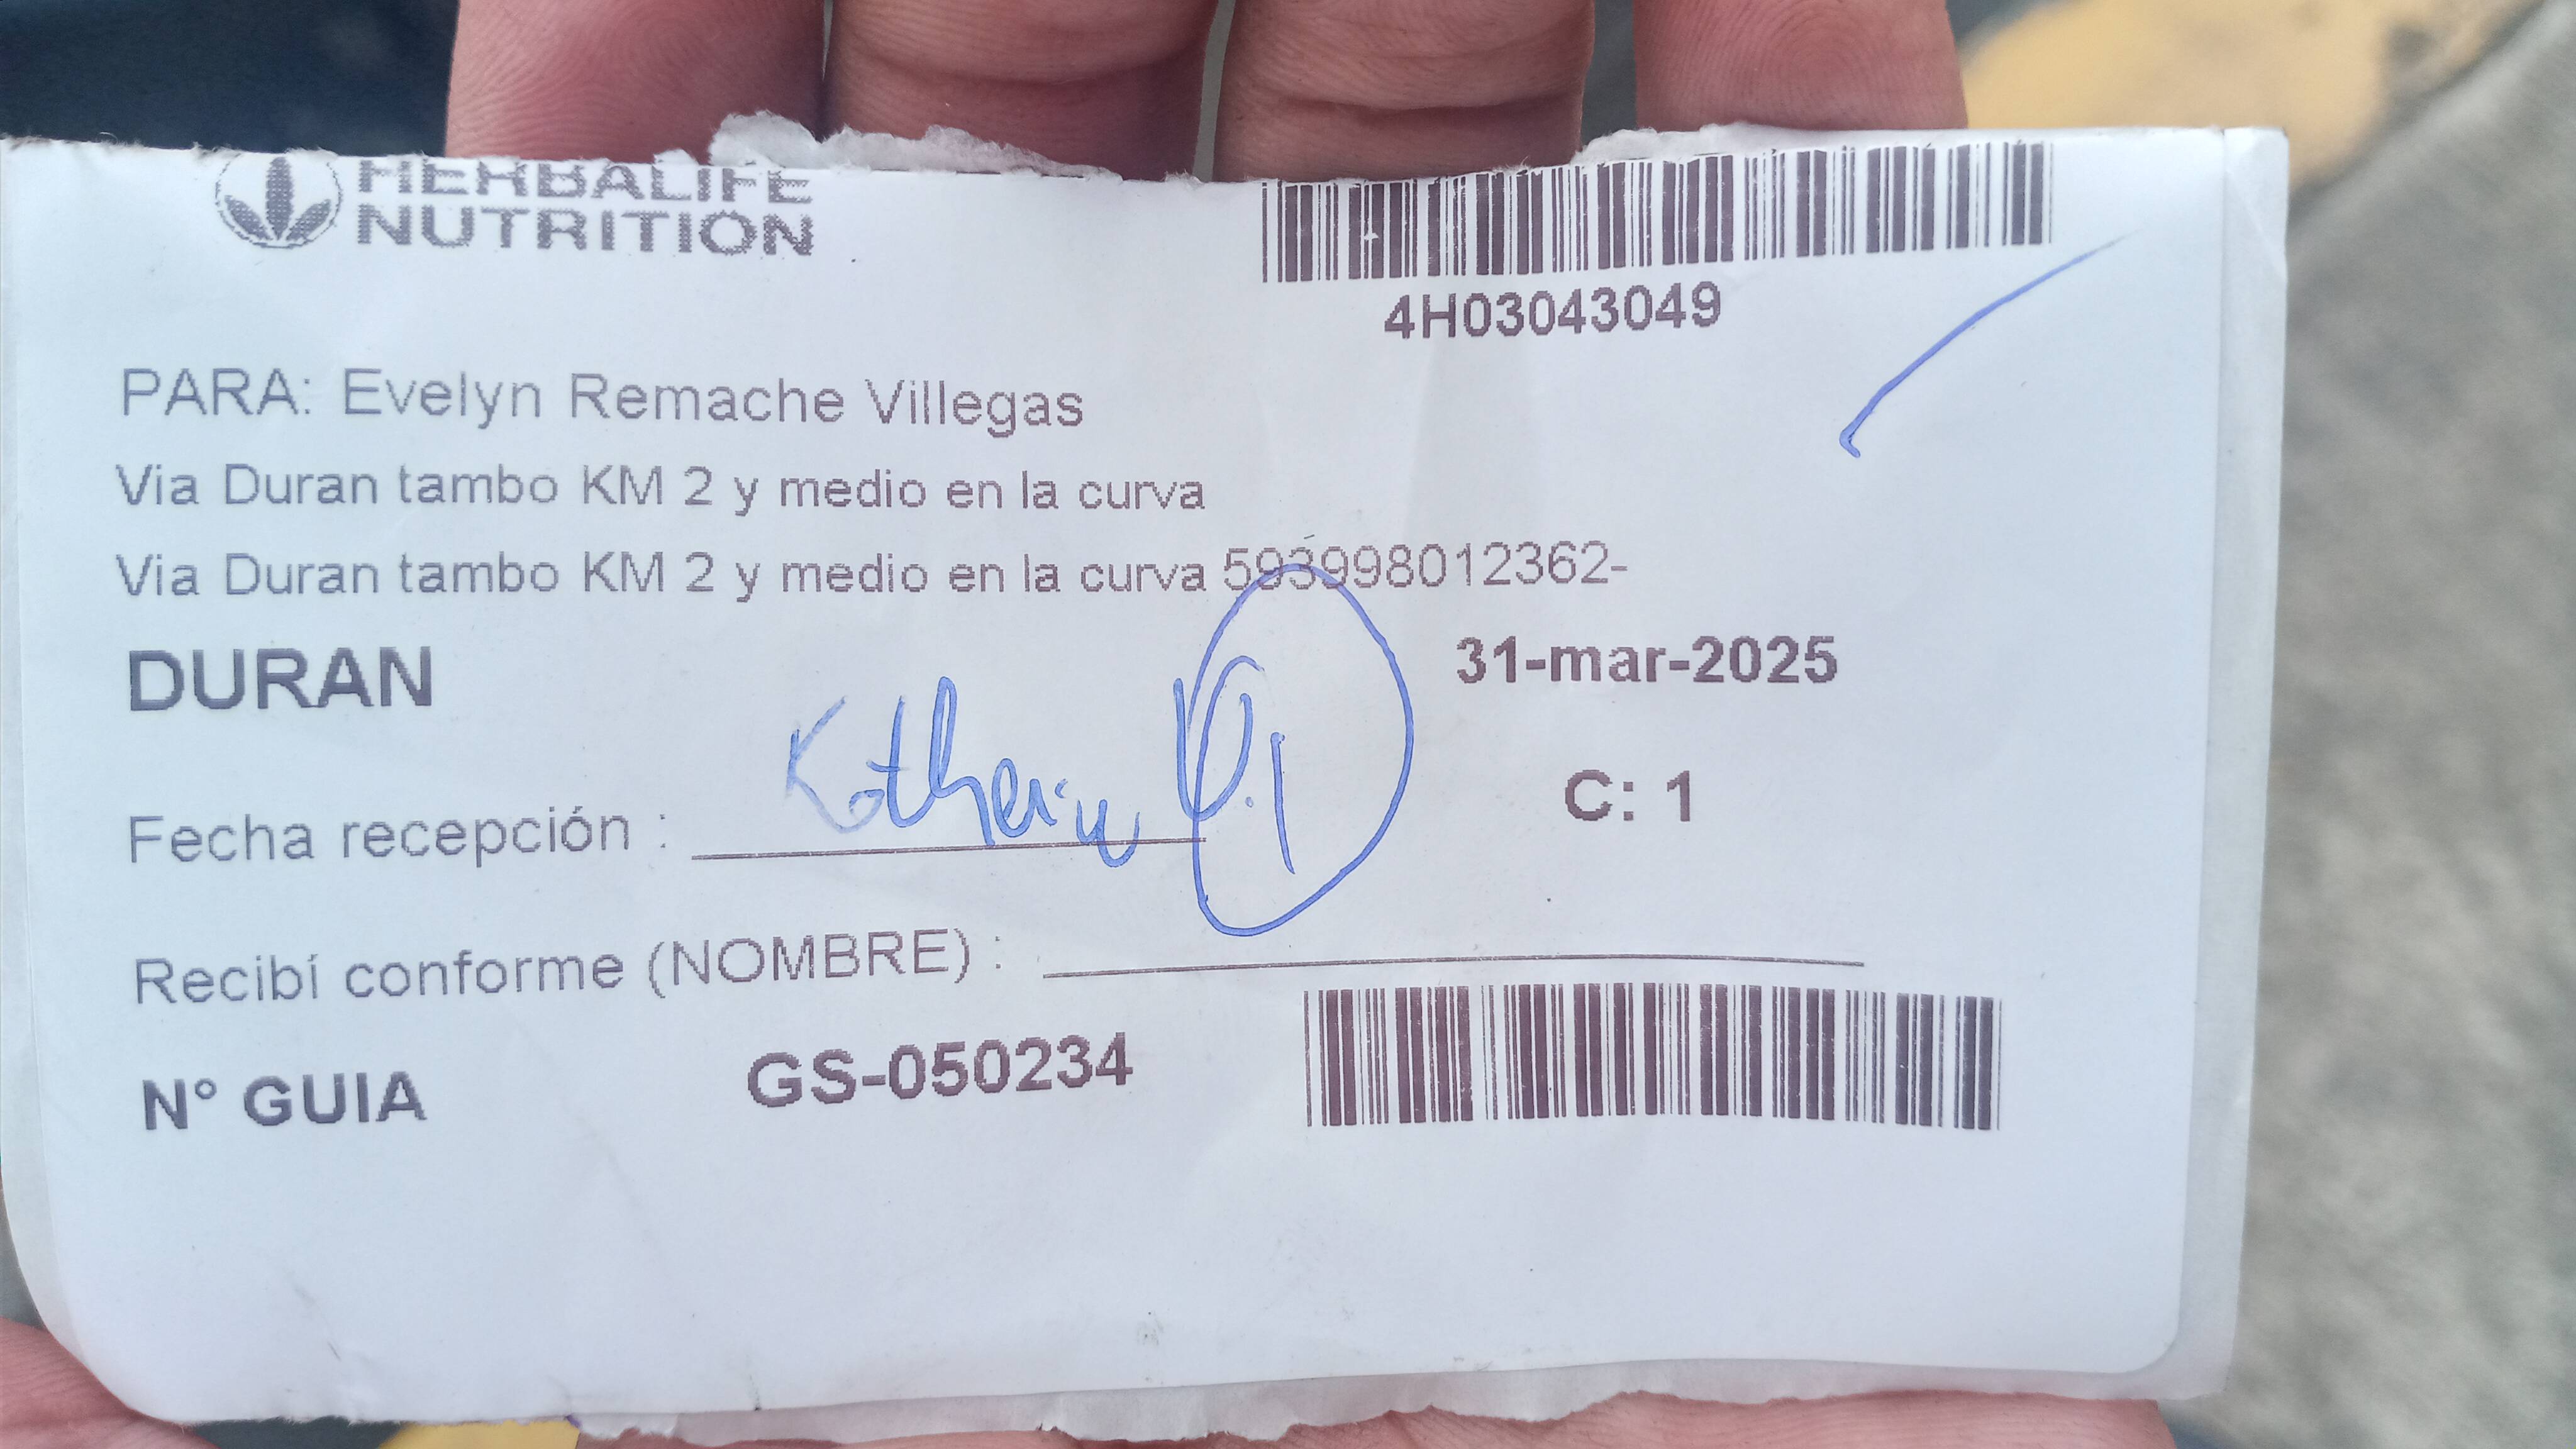 HERBALIFE
NUTRITION
4H03043049
PARA: Evelyn Remache Villegas
Via Duran tambo KM 2 y medio en la curva
Via Duran tambo KM 2 y medio en la curva 593998012362-
DURAN
31-mar-2025
Fecha recepción :
C: 1
Recibí conforme (NOMBRE) :
N° GUIA GS-050234